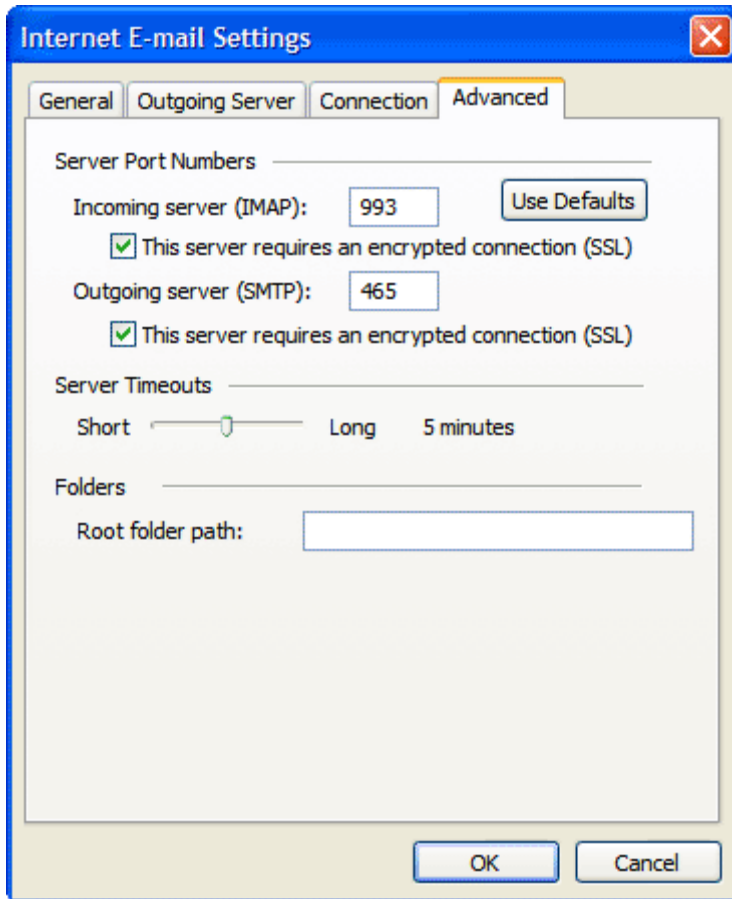 Internet E-mail Settings
General Outgoing Server Connection Advanced
Server Port Numbers
Incoming server (IMAP): 993 Use Defaults
This server requires an encrypted connection (SSL)
Outgoing server (SMTP): 465
This server requires an encrypted connection (SSL)
Server Timeouts
Short Long 5 minutes
Folders
Root folder path:
OK Cancel